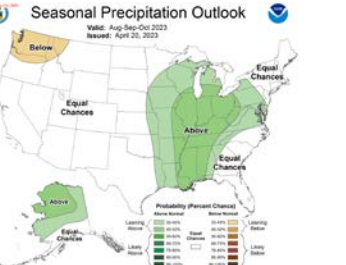 Seasonal Precipitation Outlook
Valid: Aug-Sep-Oct 2023
Issued: April 20, 2023
Below
Equal
Chances
Equal
Chances
Above
Equal
Chances
Above
Equal
Chances
Probability (Percent Chance)
Above Normal
Below Normal
Leaning
Above
Equal
Chances
Leaning
Below
Likely
Above
Likely
Below